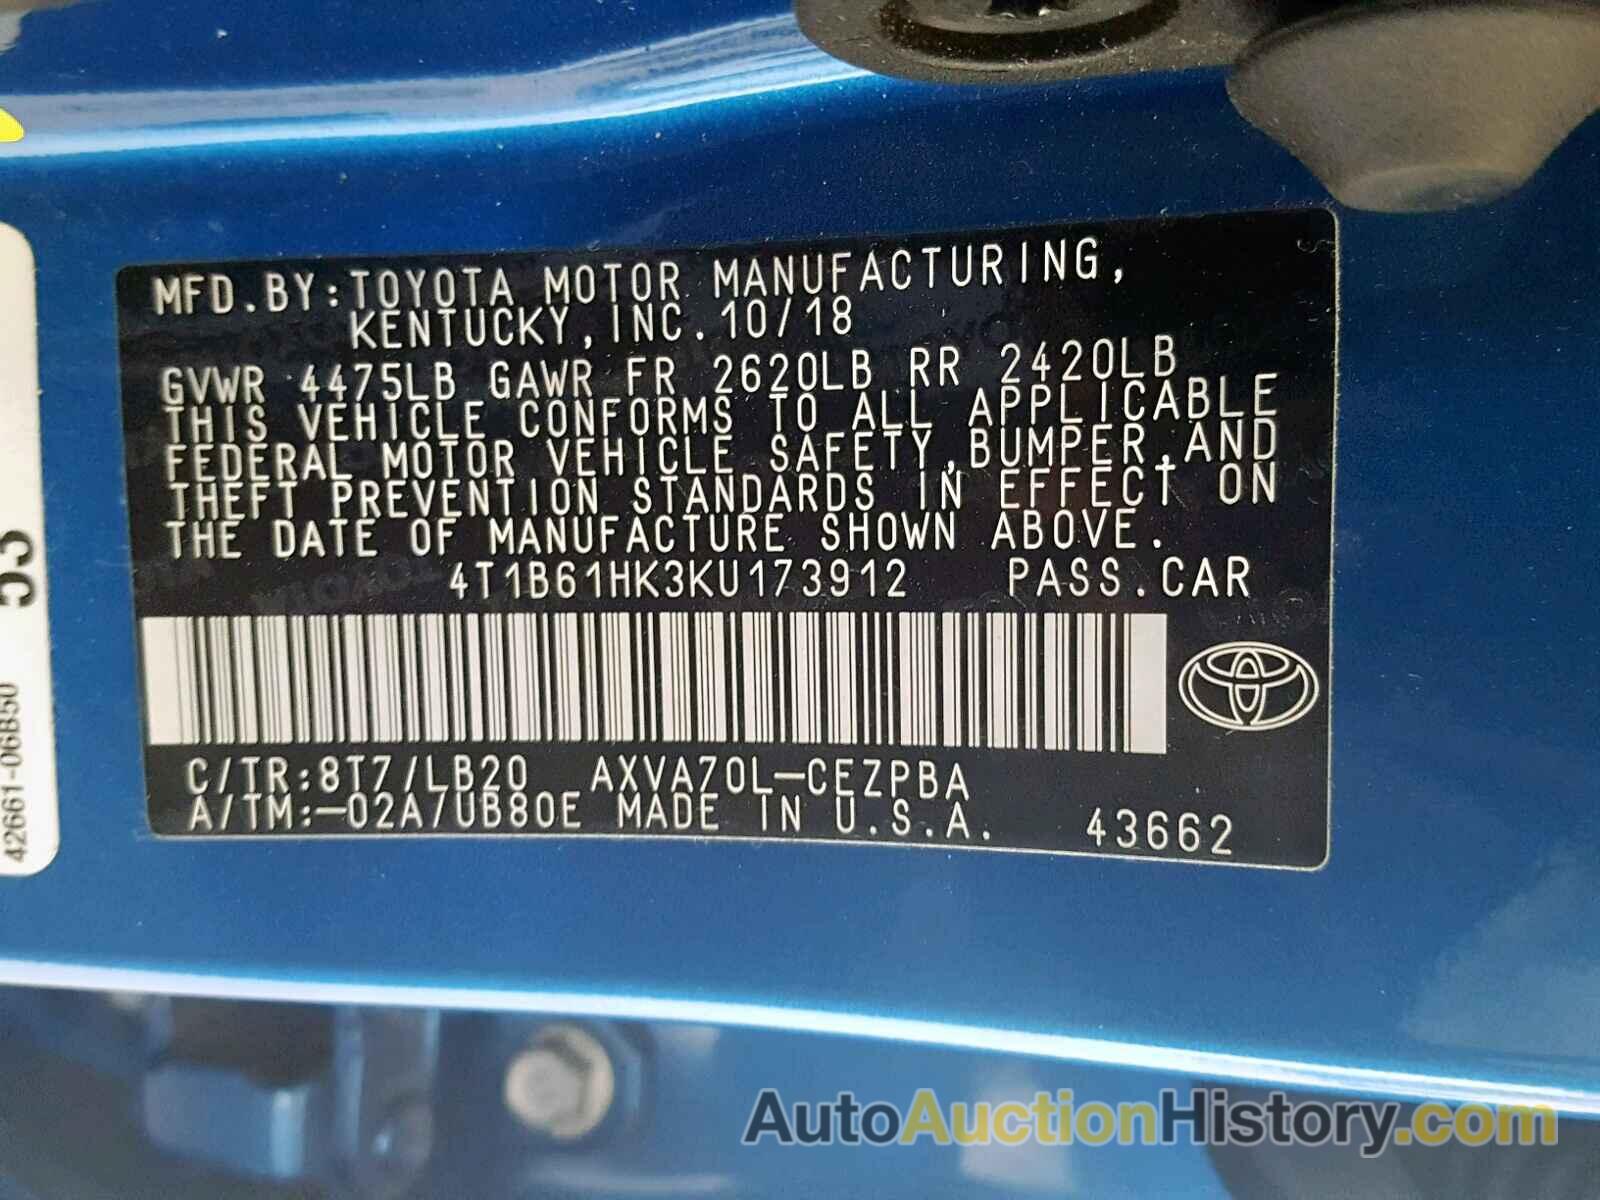 MFD.BY:TOYOTA MOTOR MANUFACTURING,
KENTUCKY,INC.10/18
GVWR 4475LB GAWR FR 2620LB RR 2420LB
THIS VEHICLE CONFORMS TO ALL APPLICABLE
FEDERAL MOTOR VEHICLE SAFETY,BUMPER,AND
THEFT PREVENTION STANDARDS IN EFFECT ON
THE DATE OF MANUFACTURE SHOWN ABOVE.
4T1B61HK3KU173912 PASS.CAR
C/TR:8T7/LB20 AXVA70L-CEZPBA
A/TM:-02A/UB80E MADE IN U.S.A. 43662
42661-06B50
53
AutoAuctionHistory.com